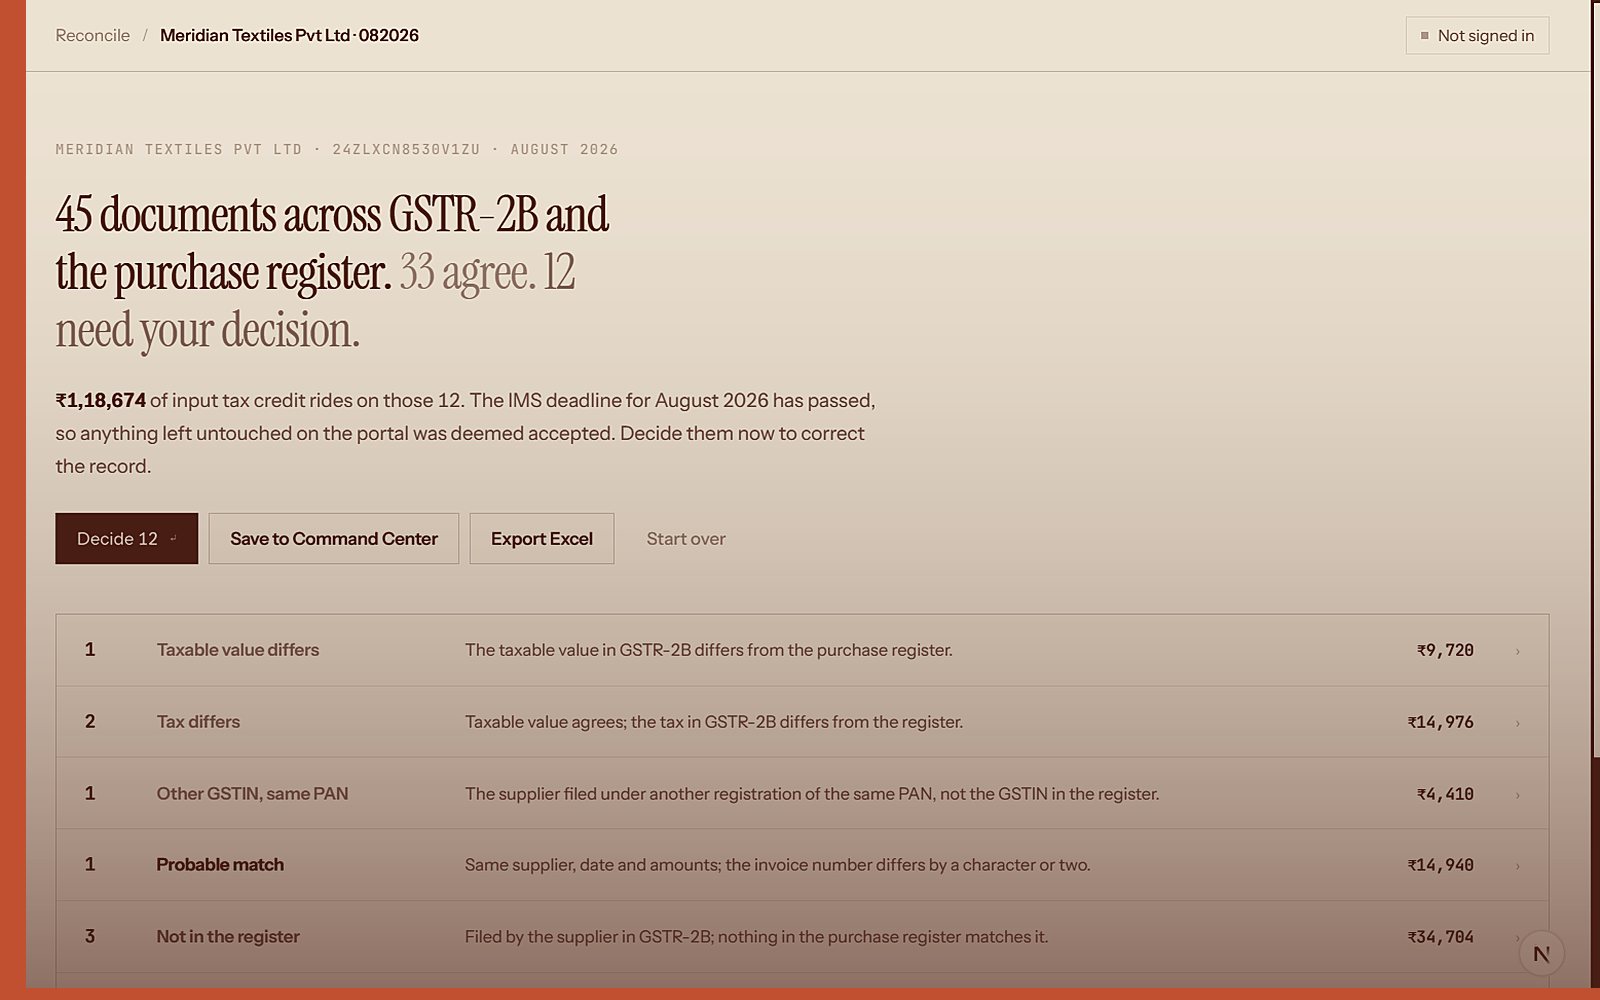 Reconcile / Meridian Textiles Pvt Ltd · 082026
Not signed in
MERIDIAN TEXTILES PVT LTD · 24ZLXCN8530V1ZU · AUGUST 2026
45 documents across GSTR-2B and
the purchase register. 33 agree. 12
need your decision.
₹1,18,674 of input tax credit rides on those 12. The IMS deadline for August 2026 has passed,
so anything left untouched on the portal was deemed accepted. Decide them now to correct
the record.
Decide 12 Save to Command Center Export Excel Start over
1 Taxable value differs The taxable value in GSTR-2B differs from the purchase register. ₹9,720 ›
2 Tax differs Taxable value agrees; the tax in GSTR-2B differs from the register. ₹14,976 ›
1 Other GSTIN, same PAN The supplier filed under another registration of the same PAN, not the GSTIN in the register. ₹4,410 ›
1 Probable match Same supplier, date and amounts; the invoice number differs by a character or two. ₹14,940 ›
3 Not in the register Filed by the supplier in GSTR-2B; nothing in the purchase register matches it. ₹34,704 ›
N